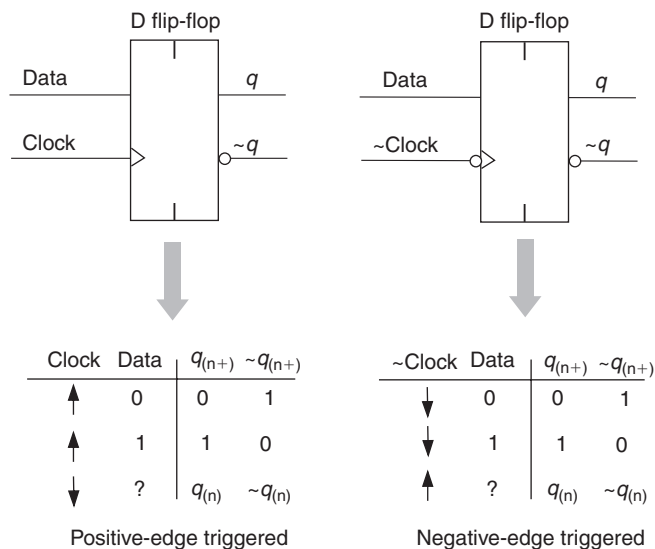 D flip-flop
Data
q
Clock
~q
D flip-flop
Data
q
~Clock
~q
Clock Data q(n+) ~q(n+)
0 0 1
1 1 0
? q(n) ~q(n)
Positive-edge triggered
~Clock Data q(n+) ~q(n+)
0 0 1
1 1 0
? q(n) ~q(n)
Negative-edge triggered